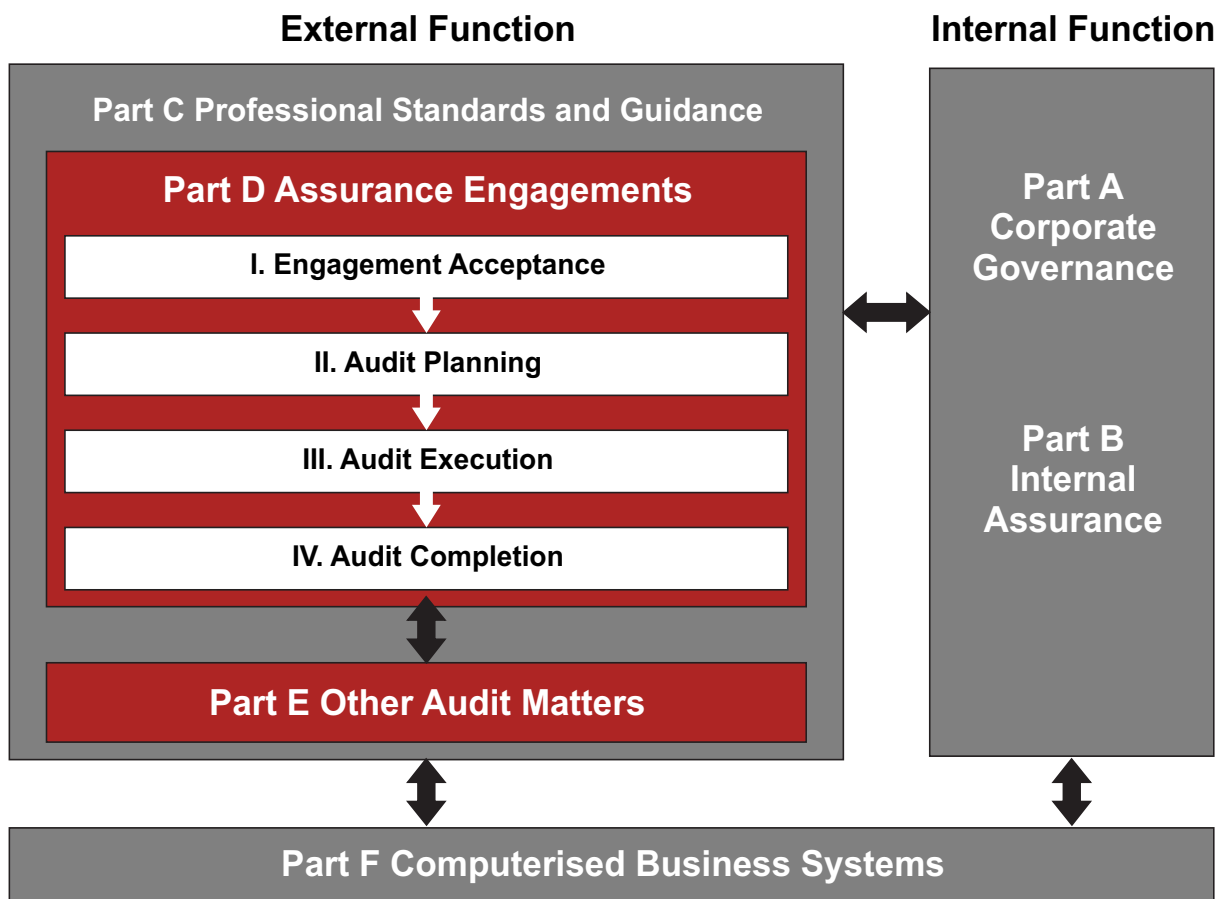 External Function
Internal Function
Part C Professional Standards and Guidance
Part D Assurance Engagements
I. Engagement Acceptance
II. Audit Planning
III. Audit Execution
IV. Audit Completion
Part E Other Audit Matters
Part A
Corporate
Governance
Part B
Internal
Assurance
Part F Computerised Business Systems